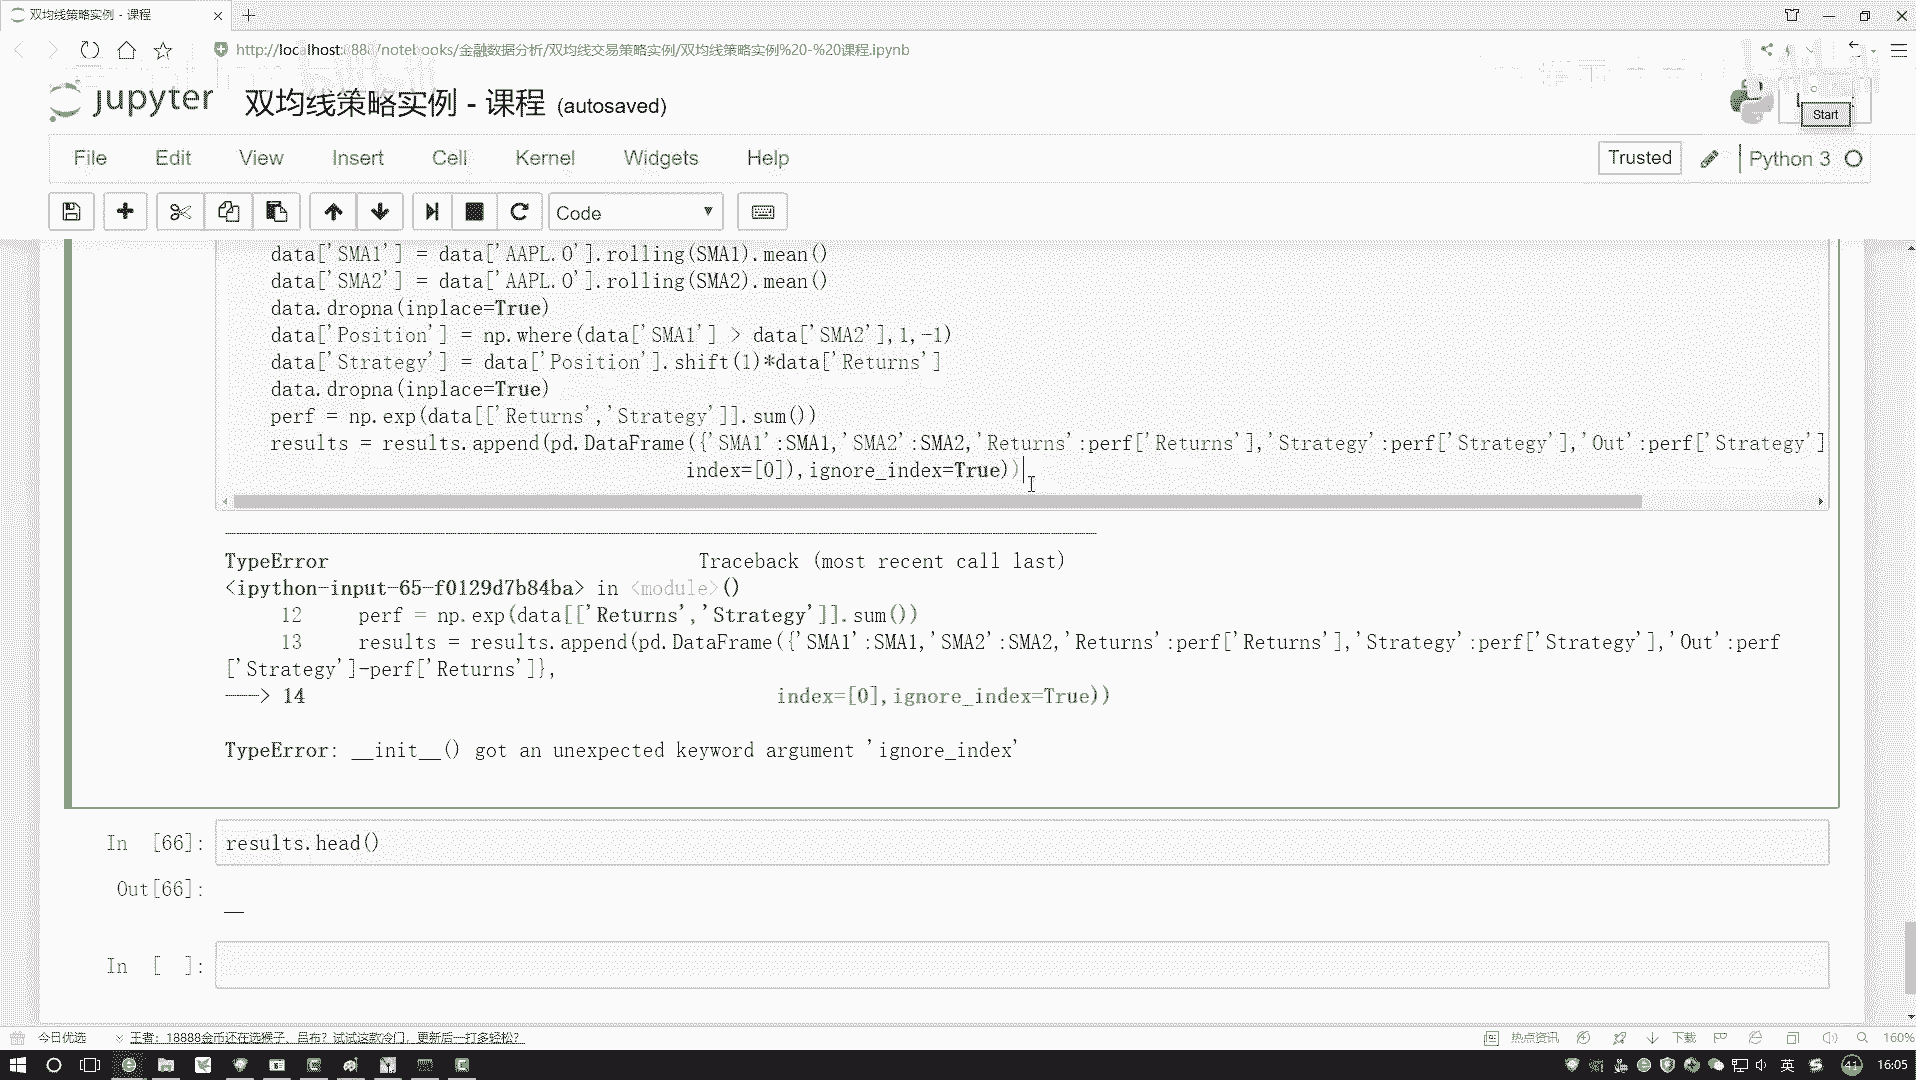 双均线策略实例 - 课程
http://localhost:8888/notebooks/金融数据分析/双均线交易策略实例/双均线策略实例%20-%20课程.ipynb
jupyter 双均线策略实例 - 课程 (autosaved)
Start
File Edit View Insert Cell Kernel Widgets Help Trusted Python 3
Code
data['SMA1'] = data['AAPL.O'].rolling(SMA1).mean()
data['SMA2'] = data['AAPL.O'].rolling(SMA2).mean()
data.dropna(inplace=True)
data['Position'] = np.where(data['SMA1'] > data['SMA2'],1,-1)
data['Strategy'] = data['Position'].shift(1)*data['Returns']
data.dropna(inplace=True)
perf = np.exp(data[['Returns','Strategy']].sum())
results = results.append(pd.DataFrame({'SMA1':SMA1,'SMA2':SMA2,'Returns':perf['Returns'],'Strategy':perf['Strategy'],'Out':perf['Strategy']
index=[0]),ignore_index=True))
TypeError Traceback (most recent call last)
<ipython-input-65-f0129d7b84ba> in <module>()
12 perf = np.exp(data[['Returns','Strategy']].sum())
13 results = results.append(pd.DataFrame({'SMA1':SMA1,'SMA2':SMA2,'Returns':perf['Returns'],'Strategy':perf['Strategy'],'Out':perf
['Strategy']-perf['Returns']},
---> 14 index=[0],ignore_index=True))
TypeError: __init__() got an unexpected keyword argument 'ignore_index'
In [66]: results.head()
Out[66]:
In [ ]:
今日优选 王者：18888金币还在选猴子、吕布？试试这款冷门，更新后一打多轻松？ 热点资讯 下载 160%
英 41 16:05